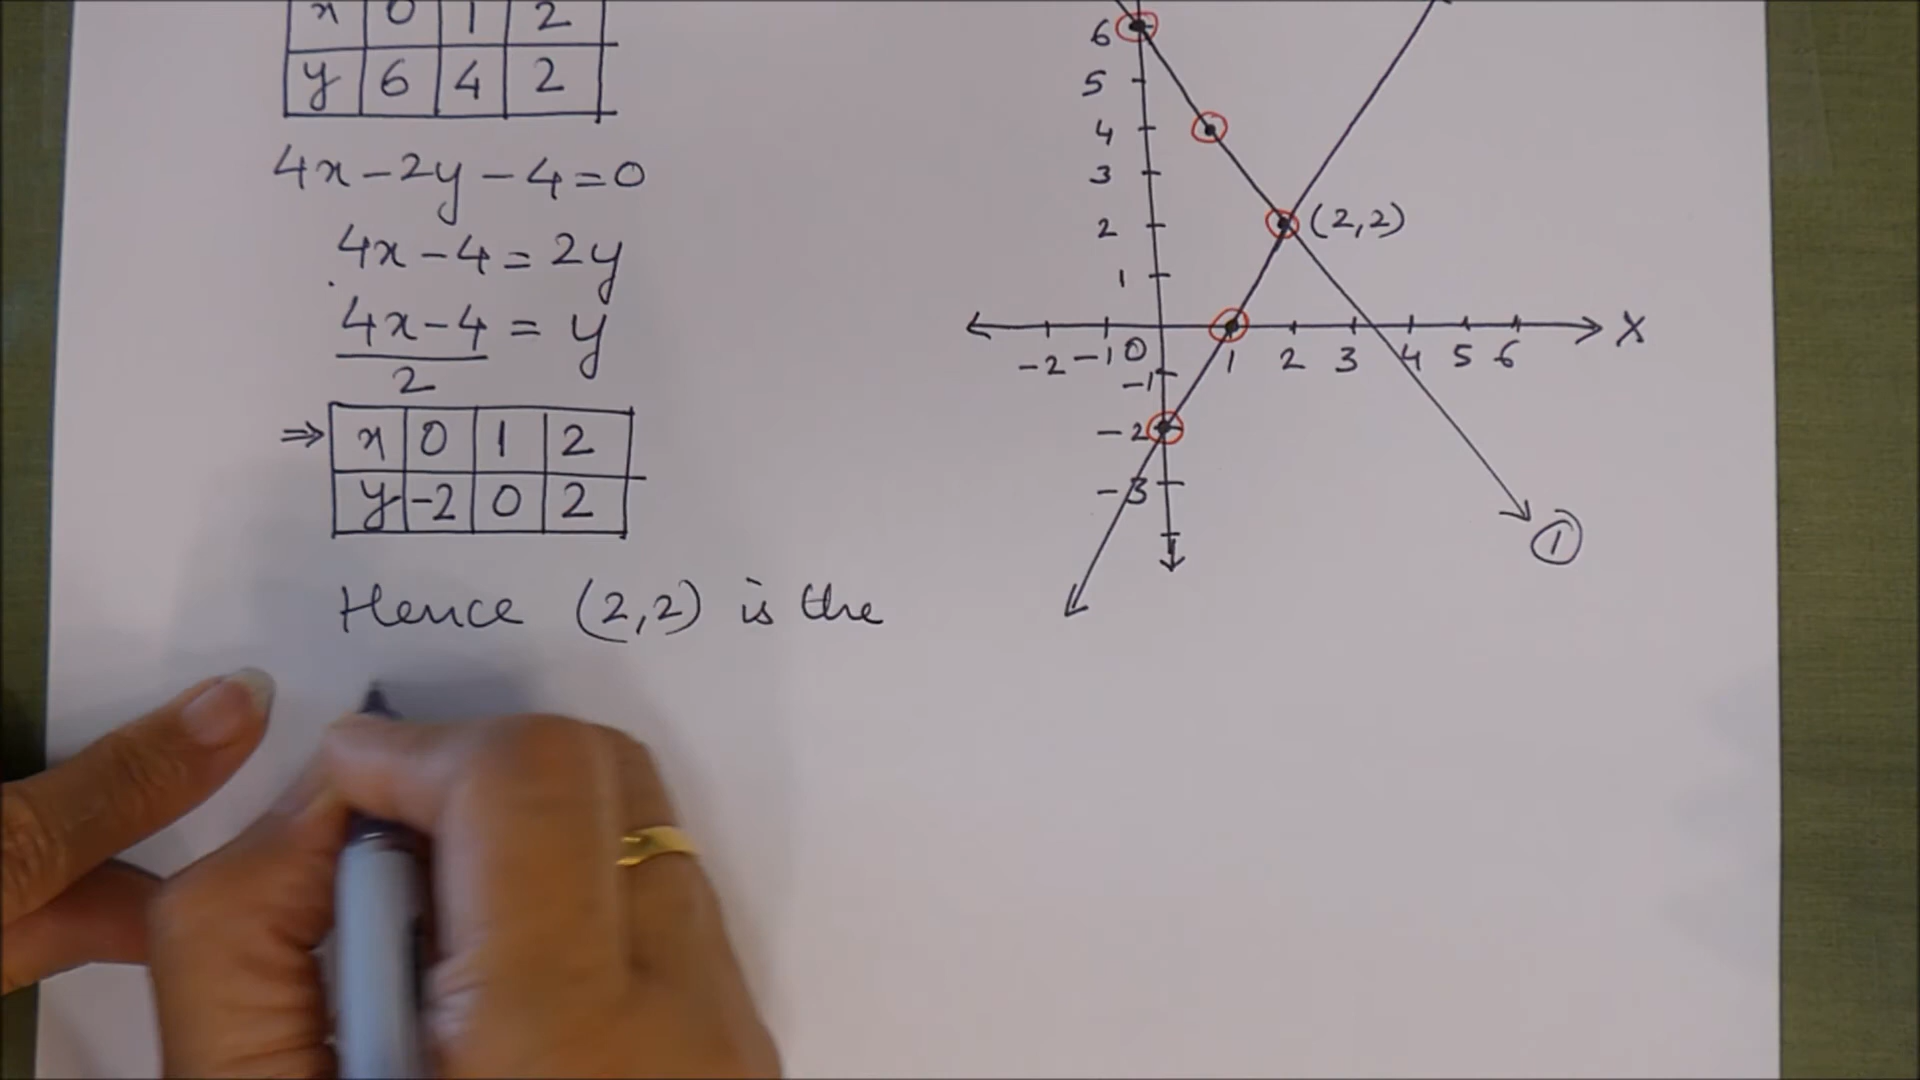 x 0 1 2
y 6 4 2
4x-2y-4=0
4x-4=2y
4x-4 = y
2
⇒ x 0 1 2
y -2 0 2
Hence (2,2) is the
6
5
4
3
2 (2,2)
1
-2 -1 0 1 2 3 4 5 6 X
-1
-2
-3
①